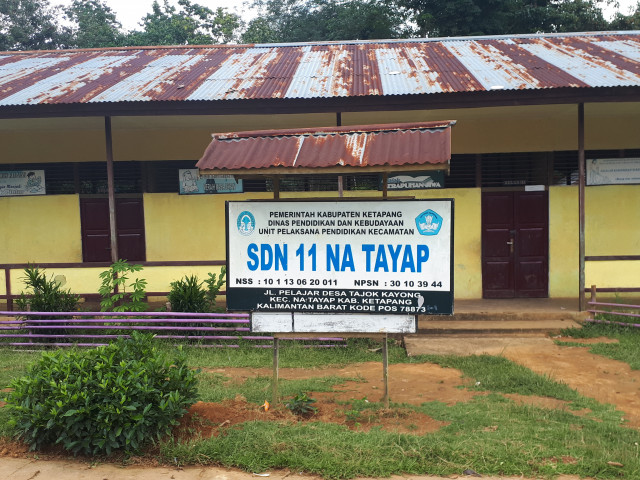 PEMERINTAH KABUPATEN KETAPANG
DINAS PENDIDIKAN DAN KEBUDAYAAN
UNIT PELAKSANA PENDIDIKAN KECAMATAN
SDN 11 NA TAYAP
NSS : 10 1 13 06 20 011 NPSN : 30 10 39 44
JL. PELAJAR DESA TAJOK KAYONG
KEC. NA-TAYAP KAB. KETAPANG
KALIMANTAN BARAT KODE POS 78873